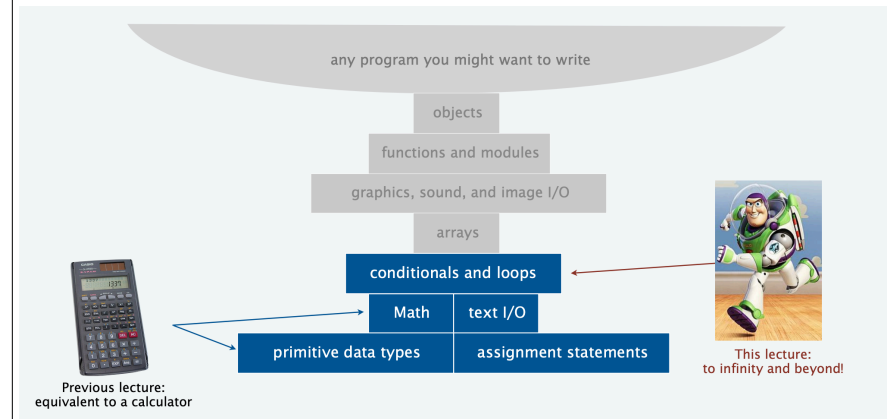 any program you might want to write
objects
functions and modules
graphics, sound, and image I/O
arrays
conditionals and loops
Math
text I/O
primitive data types
assignment statements
Previous lecture:
equivalent to a calculator
This lecture:
to infinity and beyond!